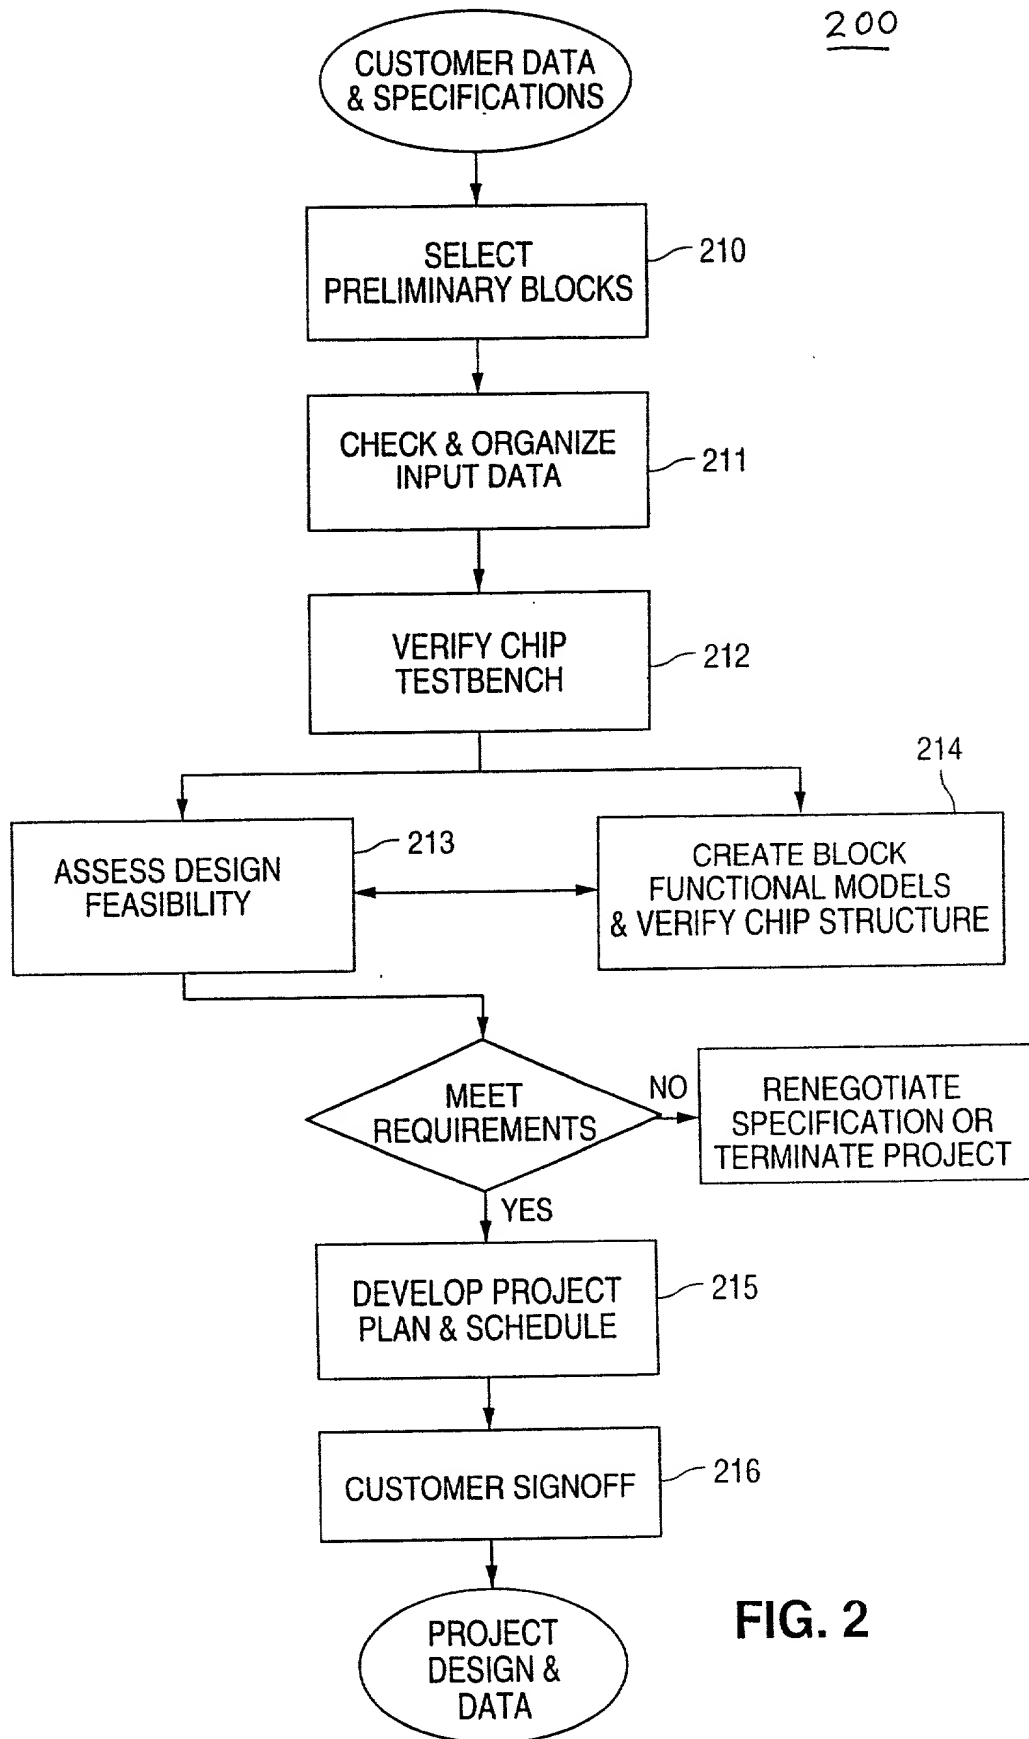 200
CUSTOMER DATA
& SPECIFICATIONS
SELECT
PRELIMINARY BLOCKS
210
CHECK & ORGANIZE
INPUT DATA
211
VERIFY CHIP
TESTBENCH
212
214
ASSESS DESIGN
FEASIBILITY
213
CREATE BLOCK
FUNCTIONAL MODELS
& VERIFY CHIP STRUCTURE
MEET
REQUIREMENTS
NO
RENEGOTIATE
SPECIFICATION OR
TERMINATE PROJECT
YES
DEVELOP PROJECT
PLAN & SCHEDULE
215
CUSTOMER SIGNOFF
216
PROJECT
DESIGN &
DATA
FIG. 2